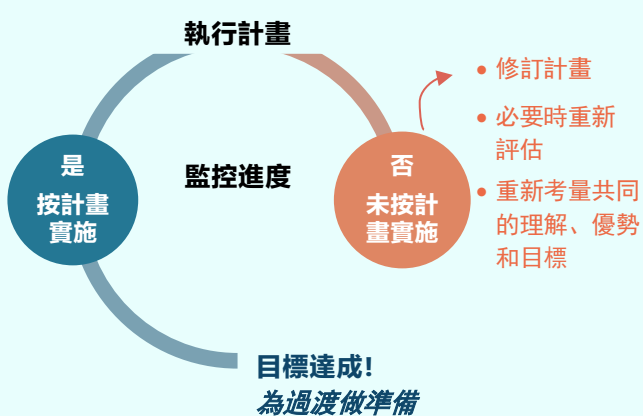 執行計畫
監控進度
是
按計畫
實施
否
未按計
畫實施
• 修訂計畫
• 必要時重新
評估
• 重新考量共同
的理解、優勢
和目標
目標達成!
為過渡做準備